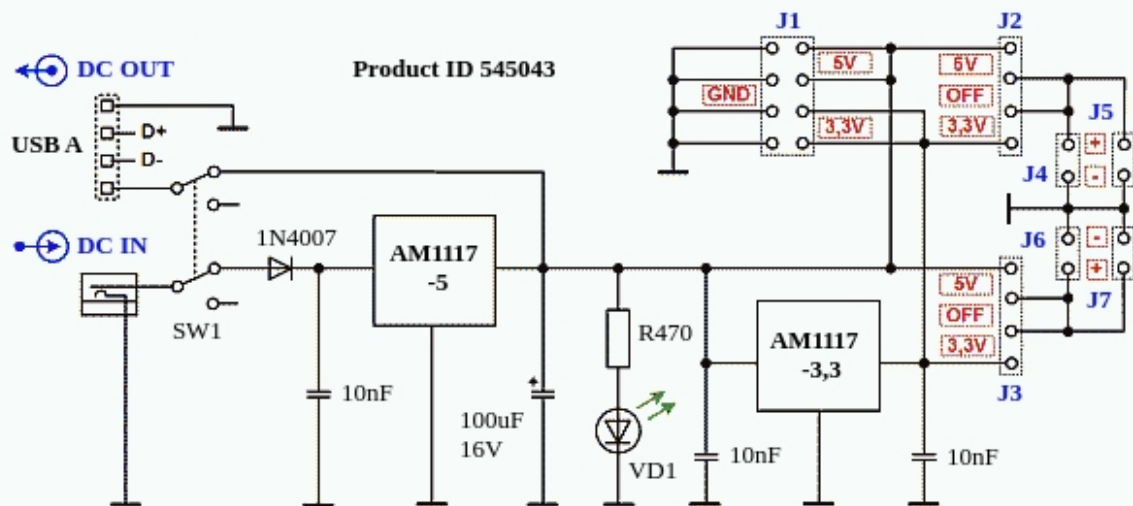 J1
J2
DC OUT
Product ID 545043
5V
5V
GND
OFF
J5
USB A
D+
D-
3,3V
3,3V
+
J4
-
DC IN
1N4007
AM1117
-5
J6
-
5V
+
J7
SW1
R470
AM1117
-3,3
OFF
3,3V
J3
10nF
+
100uF
16V
VD1
10nF
10nF